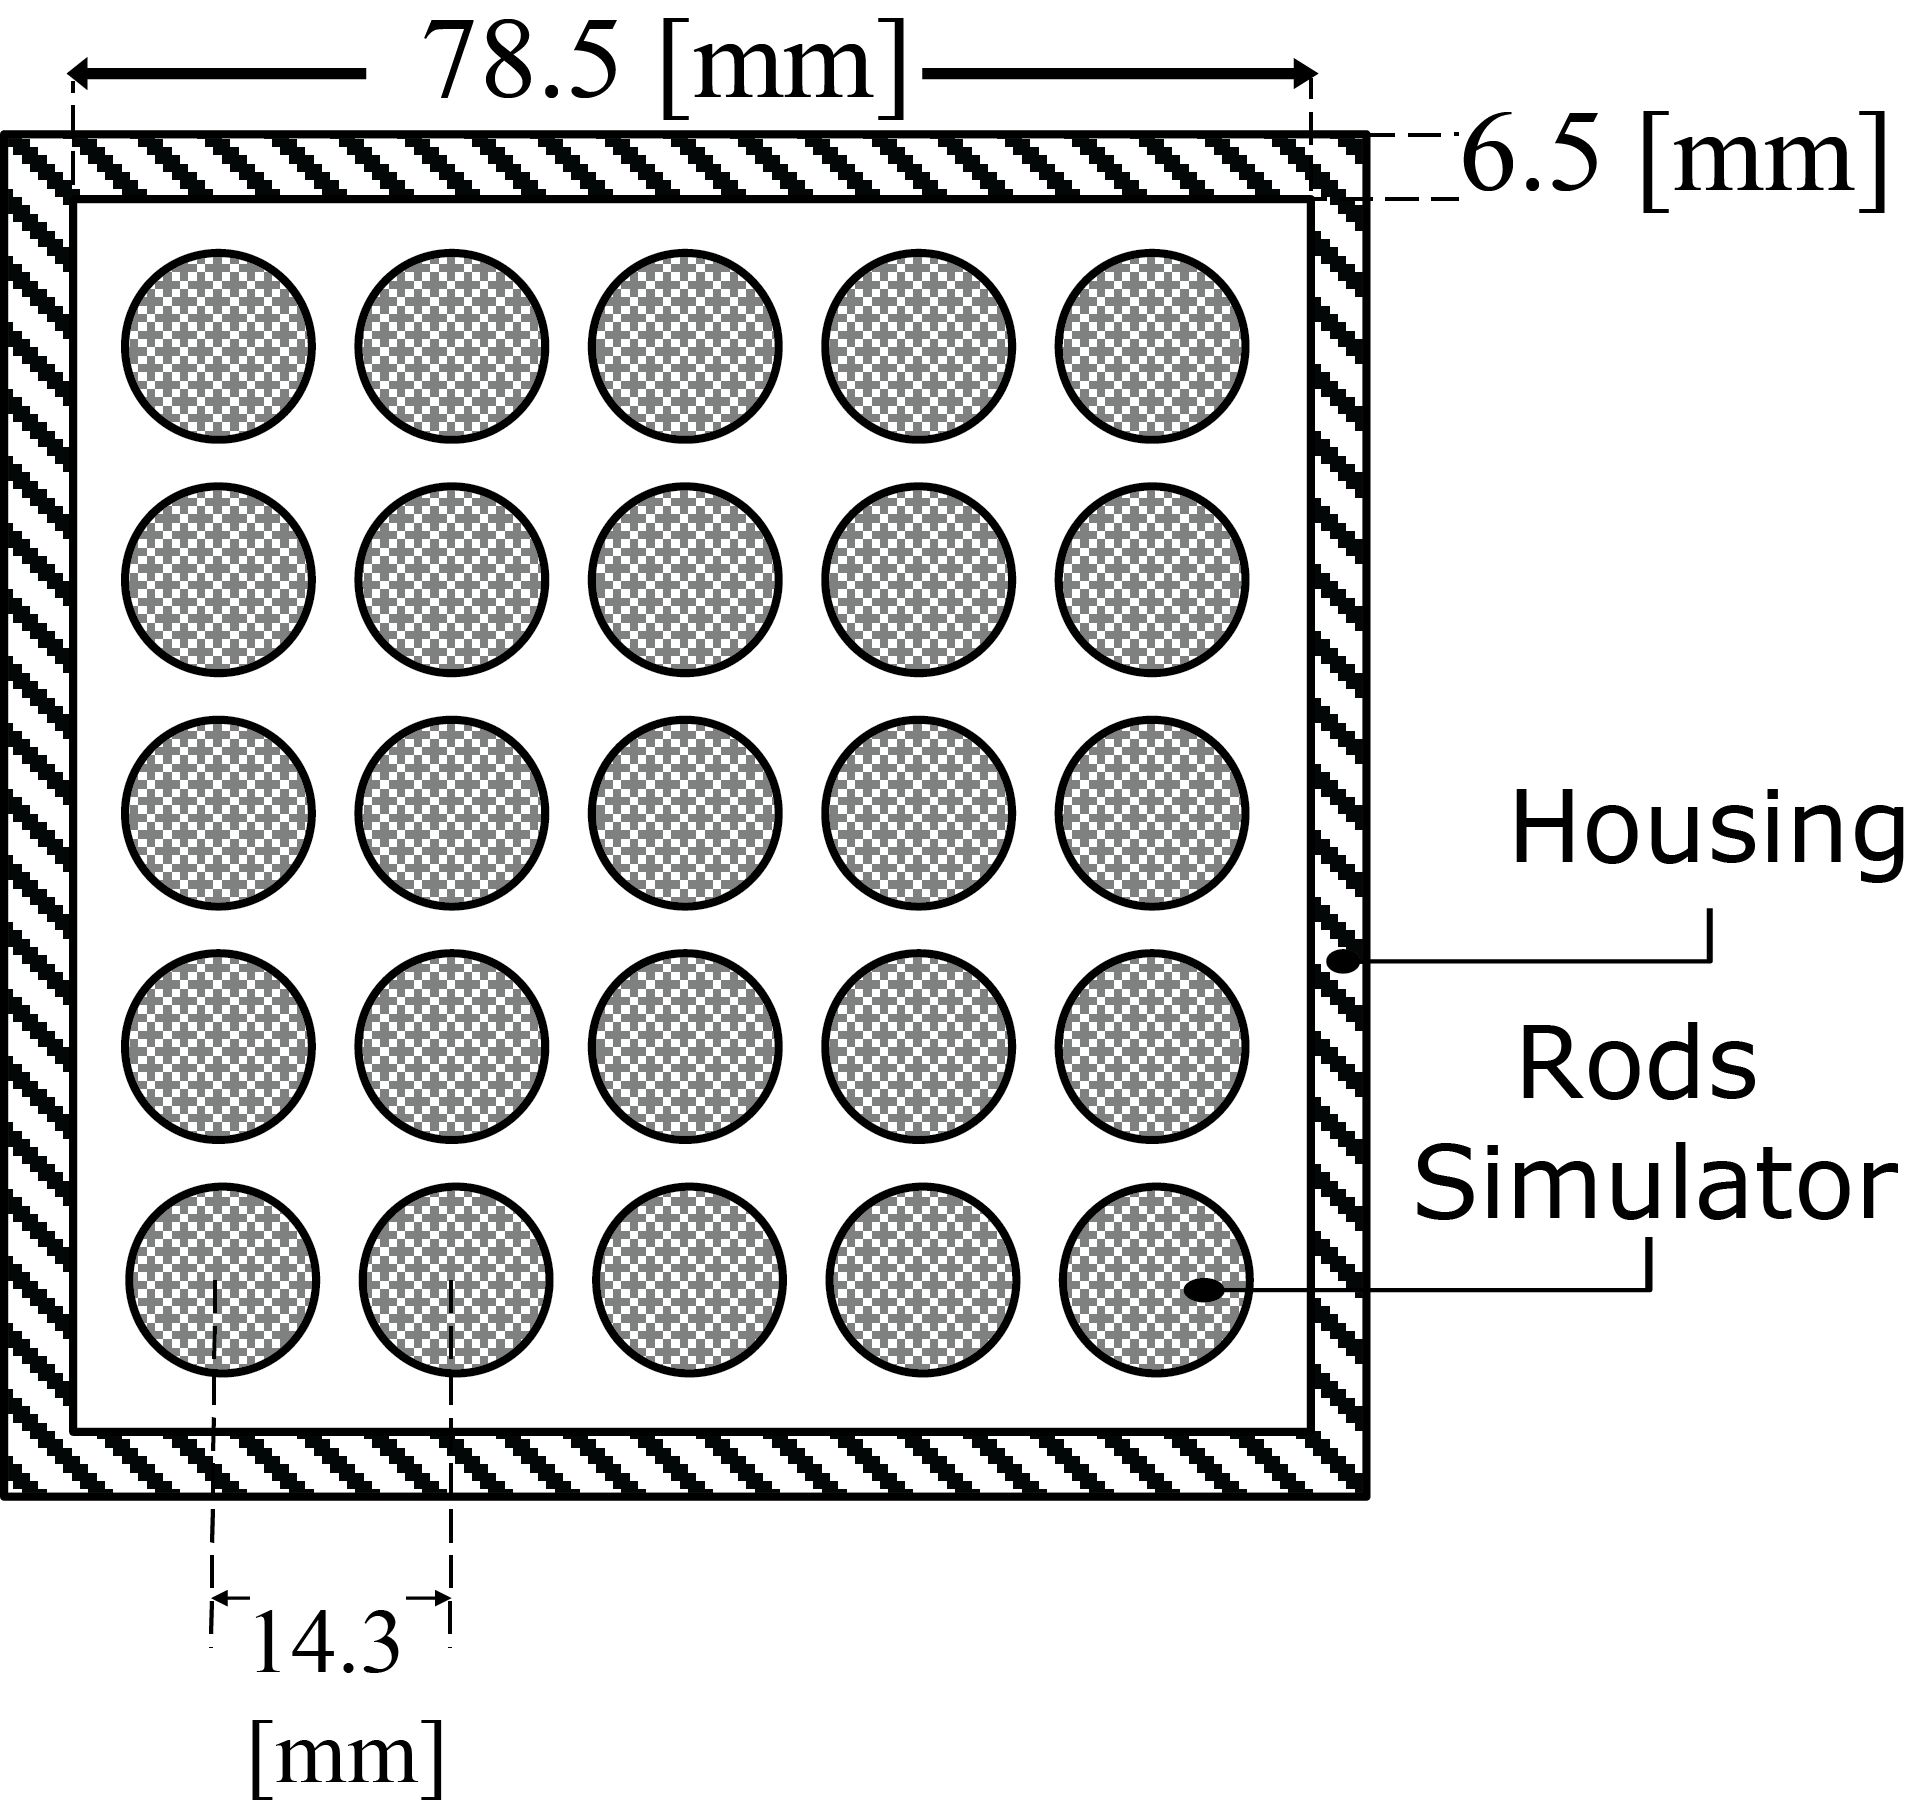 78.5 [mm]
6.5 [mm]
Housing
Rods
Simulator
14.3
[mm]